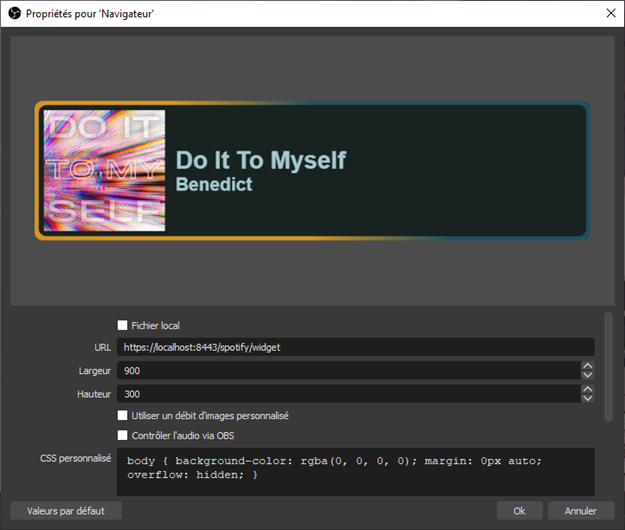 Propriétés pour 'Navigateur'
DO IT
TO MY
SELF
Do It To Myself
Benedict
Fichier local
URL https://localhost:8443/spotify/widget
Largeur 900
Hauteur 300
Utiliser un débit d'images personnalisé
Contrôler l'audio via OBS
CSS personnalisé body { background-color: rgba(0, 0, 0, 0); margin: 0px auto;
overflow: hidden; }
Valeurs par défaut Ok Annuler